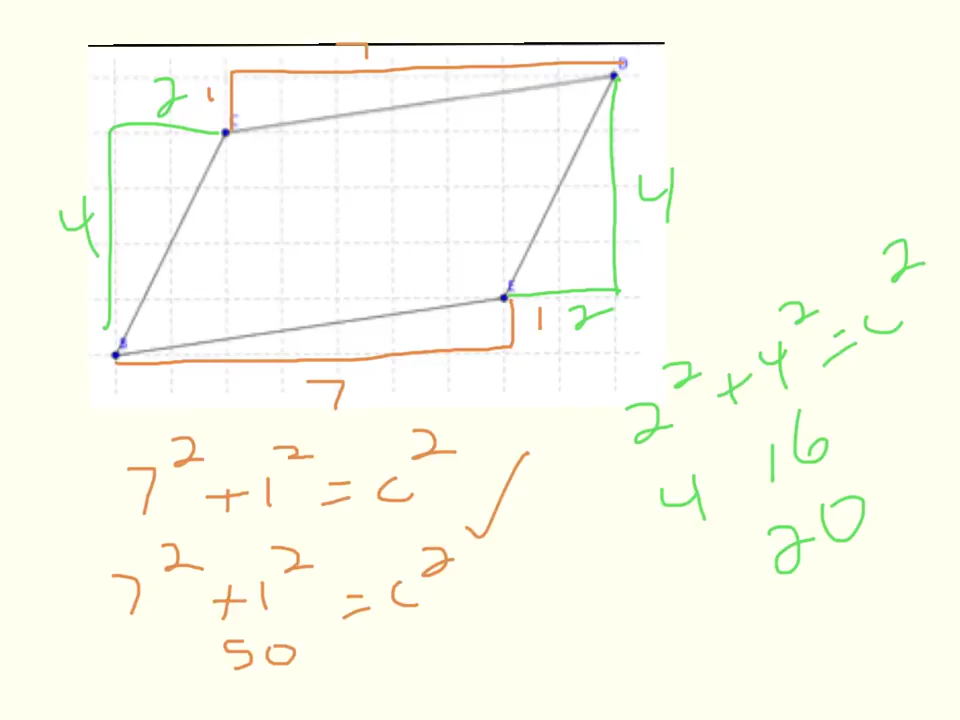 7
D
2 1
4
4
E
1 2
7
2² + 4² = c²
4 16
20
7² + 1² = c² ✓
7² + 1² = c²
50